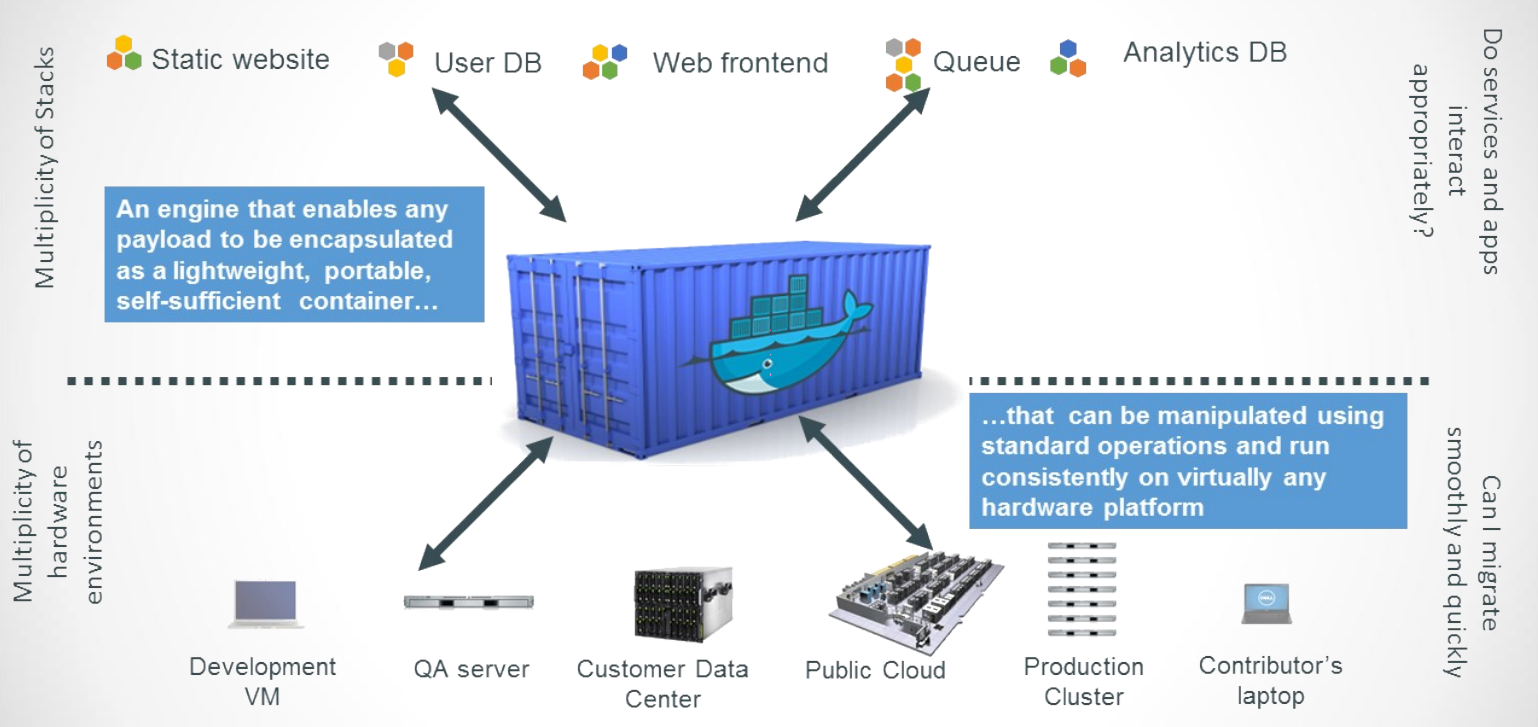 Static website
User DB
Web frontend
Queue
Analytics DB
Multiplicity of Stacks
Do services and apps
interact
appropriately?
An engine that enables any
payload to be encapsulated
as a lightweight, portable,
self-sufficient container…
…that can be manipulated using
standard operations and run
consistently on virtually any
hardware platform
Multiplicity of
hardware
environments
Can I migrate
smoothly and quickly
DELL
Development
VM
QA server
Customer Data
Center
Public Cloud
Production
Cluster
Contributor’s
laptop